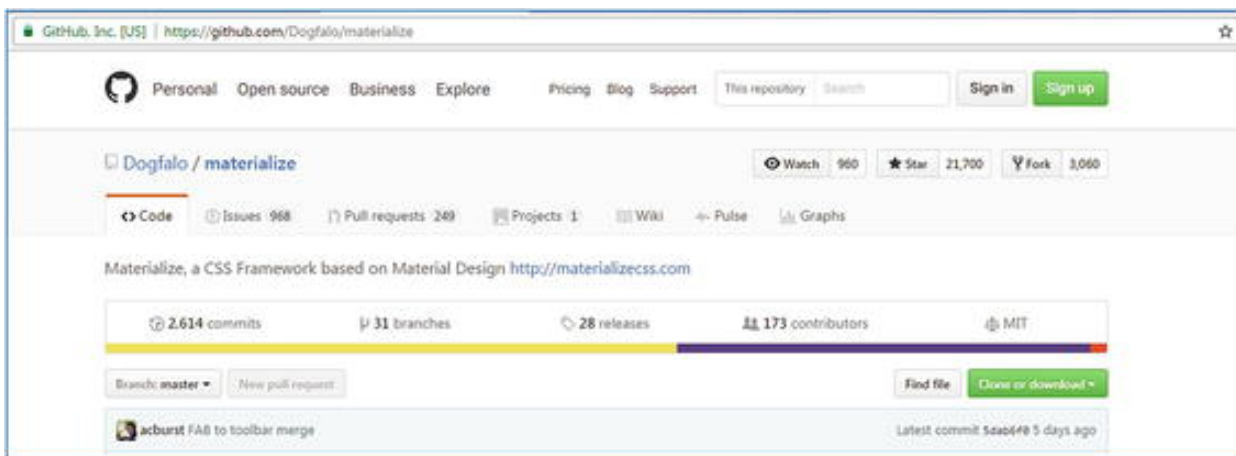 GitHub, Inc. [US] | https://github.com/Dogfalo/materialize
Personal Open source Business Explore Pricing Blog Support This repository Search Sign in Sign up
Dogfalo / materialize Watch 960 Star 21,700 Fork 3,060
Code Issues 968 Pull requests 249 Projects 1 Wiki Pulse Graphs
Materialize, a CSS Framework based on Material Design http://materializecss.com
2,614 commits 31 branches 28 releases 173 contributors MIT
Branch: master New pull request Find file Clone or download
acburst FAB to toolbar merge Latest commit 5 days ago